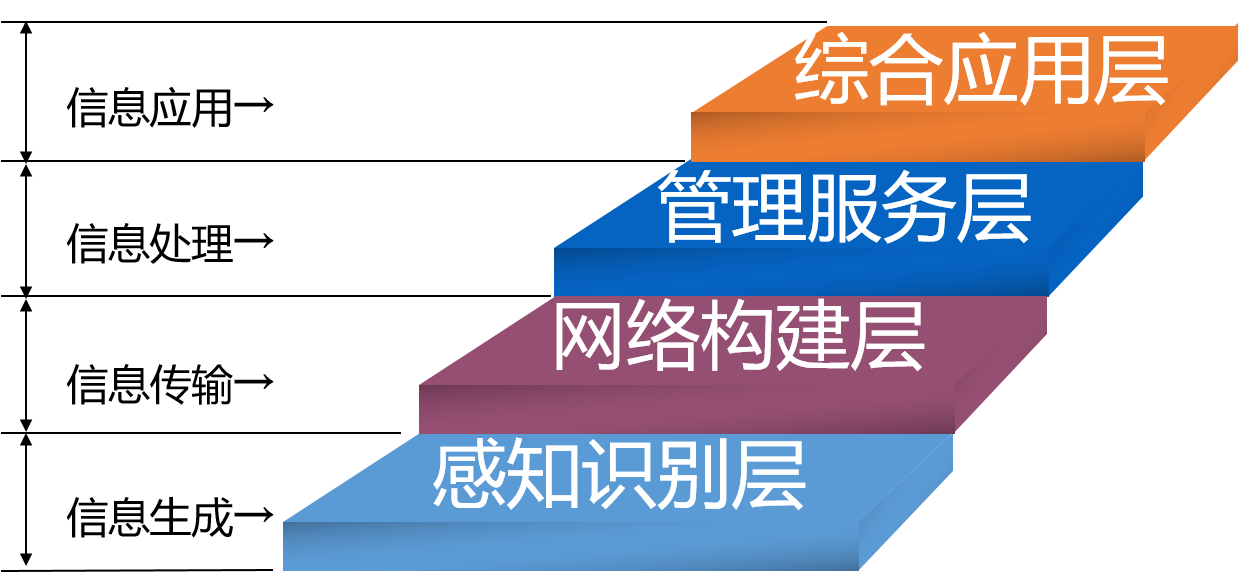 综合应用层
信息应用→
管理服务层
信息处理→
网络构建层
信息传输→
感知识别层
信息生成→